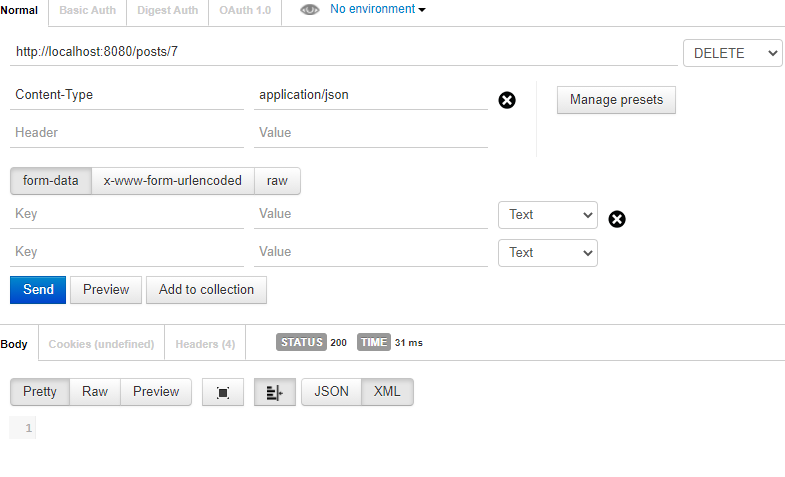 Normal Basic Auth Digest Auth OAuth 1.0 No environment
http://localhost:8080/posts/7 DELETE
Content-Type application/json Manage presets
Header Value
form-data x-www-form-urlencoded raw
Key Value Text
Key Value Text
Send Preview Add to collection
Body Cookies (undefined) Headers (4) STATUS 200 TIME 31 ms
Pretty Raw Preview JSON XML
1